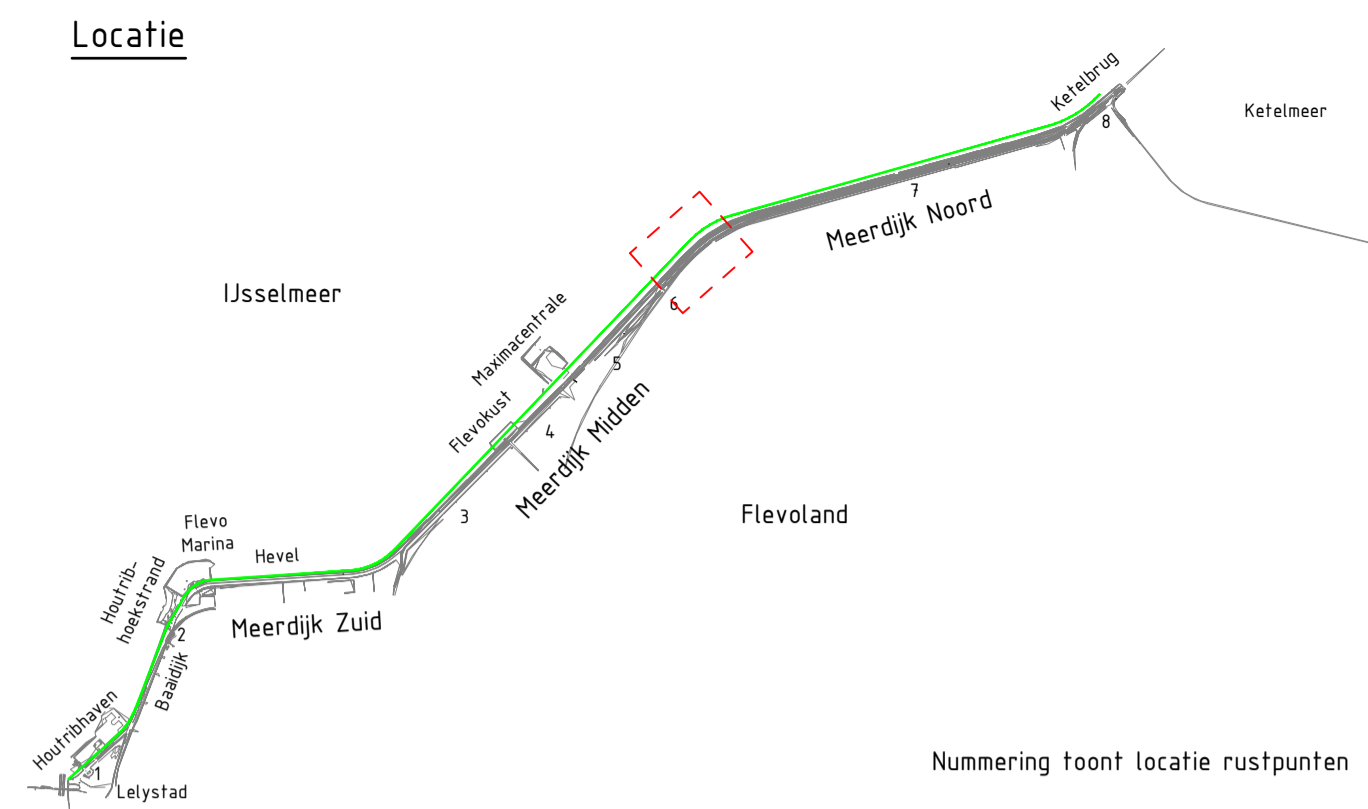 Locatie
Ketelbrug
Ketelmeer
8
7
Meerdijk Noord
IJsselmeer
6
Maximacentrale
5
Flevokust
4
Meerdijk Midden
3
Flevoland
Flevo
Marina
Hevel
Houtrib-
hoekstrand
Meerdijk Zuid
2
Baaidijk
Houtribhaven
1
Lelystad
Nummering toont locatie rustpunten